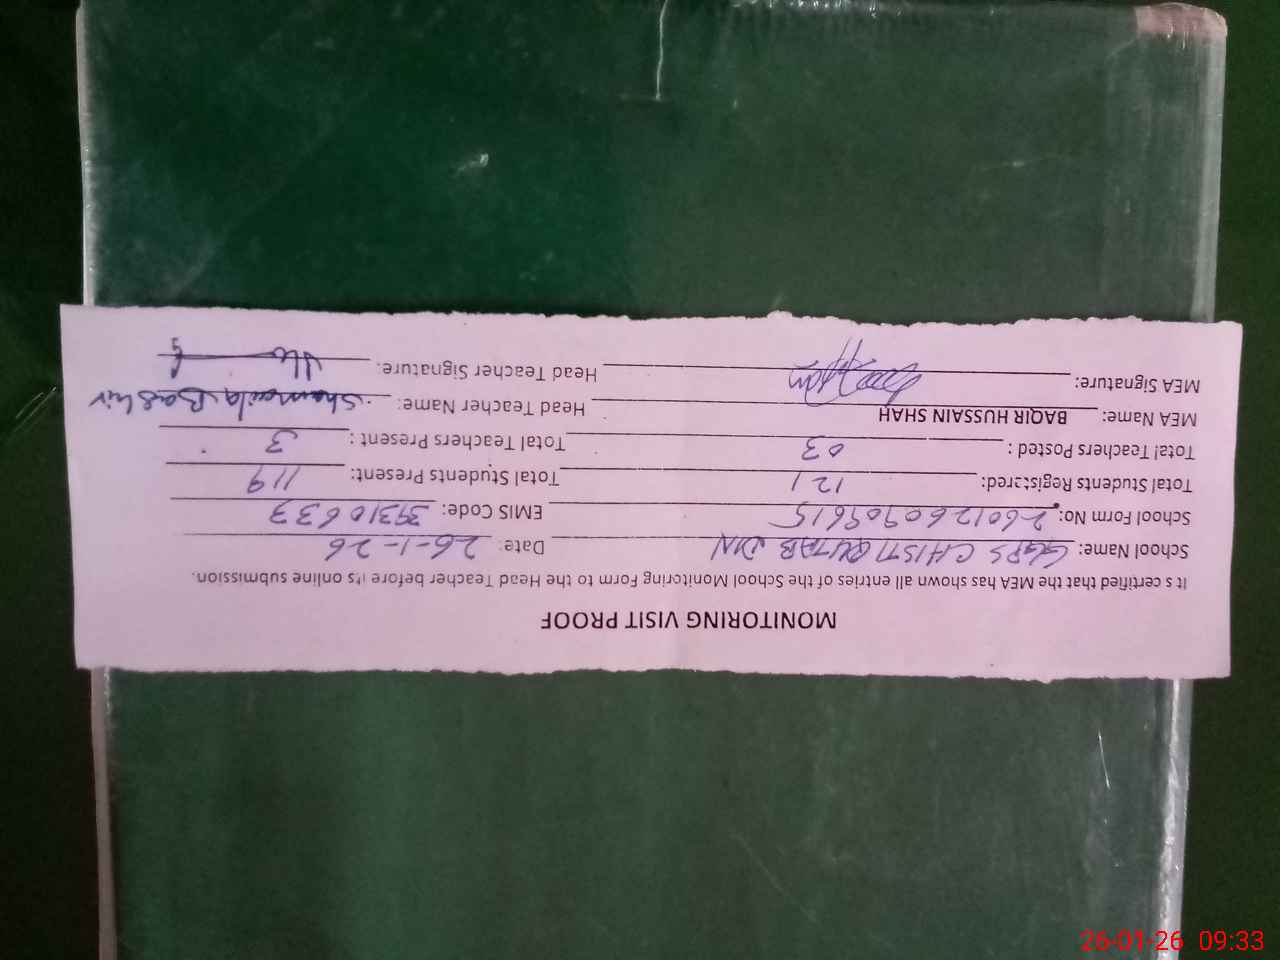 MONITORING VISIT PROOF
It s certified that the MEA has shown all entries of the School Monitoring Form to the Head Teacher before it's online submission.
School Name: GGPS CHISTI QUTAB DIN Date: 26-1-26
School Form No: 2601260909615 EMIS Code: 39310633
Total Students Registered: 121 Total Students Present: 119
Total Teachers Posted: 03 Total Teachers Present: 3
MEA Name: BAQIR HUSSAIN SHAH Head Teacher Name: Shamaila Bashir
MEA Signature: Head Teacher Signature:
26-01-26 09:33